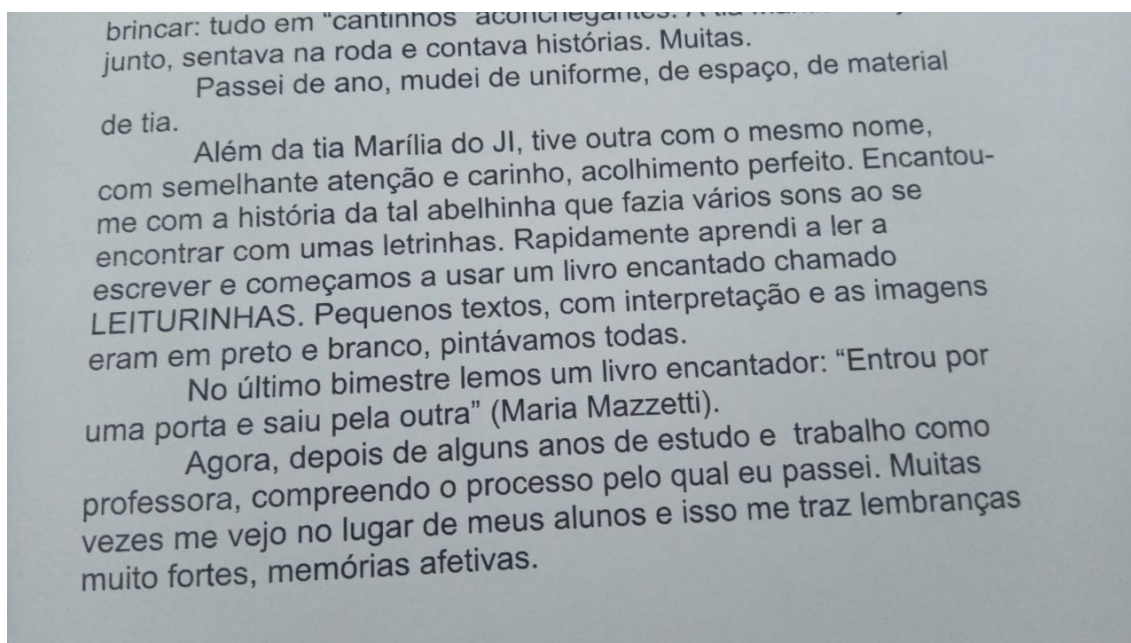 brincar: tudo em “cantinhos” aconchegantes. A tia
junto, sentava na roda e contava histórias. Muitas.
Passei de ano, mudei de uniforme, de espaço, de material
de tia.
Além da tia Marília do JI, tive outra com o mesmo nome,
com semelhante atenção e carinho, acolhimento perfeito. Encantou-
me com a história da tal abelhinha que fazia vários sons ao se
encontrar com umas letrinhas. Rapidamente aprendi a ler a
escrever e começamos a usar um livro encantado chamado
LEITURINHAS. Pequenos textos, com interpretação e as imagens
eram em preto e branco, pintávamos todas.
No último bimestre lemos um livro encantador: “Entrou por
uma porta e saiu pela outra” (Maria Mazzetti).
Agora, depois de alguns anos de estudo e  trabalho como
professora, compreendo o processo pelo qual eu passei. Muitas
vezes me vejo no lugar de meus alunos e isso me traz lembranças
muito fortes, memórias afetivas.